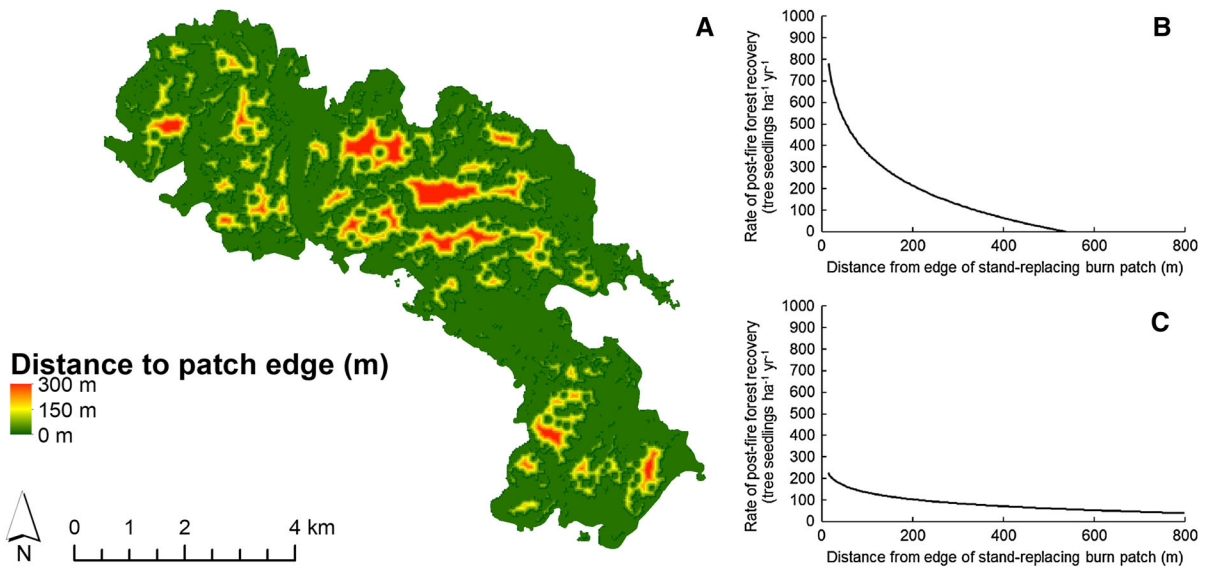 A
Distance to patch edge (m)
300 m
150 m
0 m
N
0 1 2 4 km
B
Rate of post-fire forest recovery
(tree seedlings ha⁻¹ yr⁻¹)
1000
900
800
700
600
500
400
300
200
100
0
0 200 400 600 800
Distance from edge of stand-replacing burn patch (m)
C
Rate of post-fire forest recovery
(tree seedlings ha⁻¹ yr⁻¹)
1000
900
800
700
600
500
400
300
200
100
0
0 200 400 600 800
Distance from edge of stand-replacing burn patch (m)